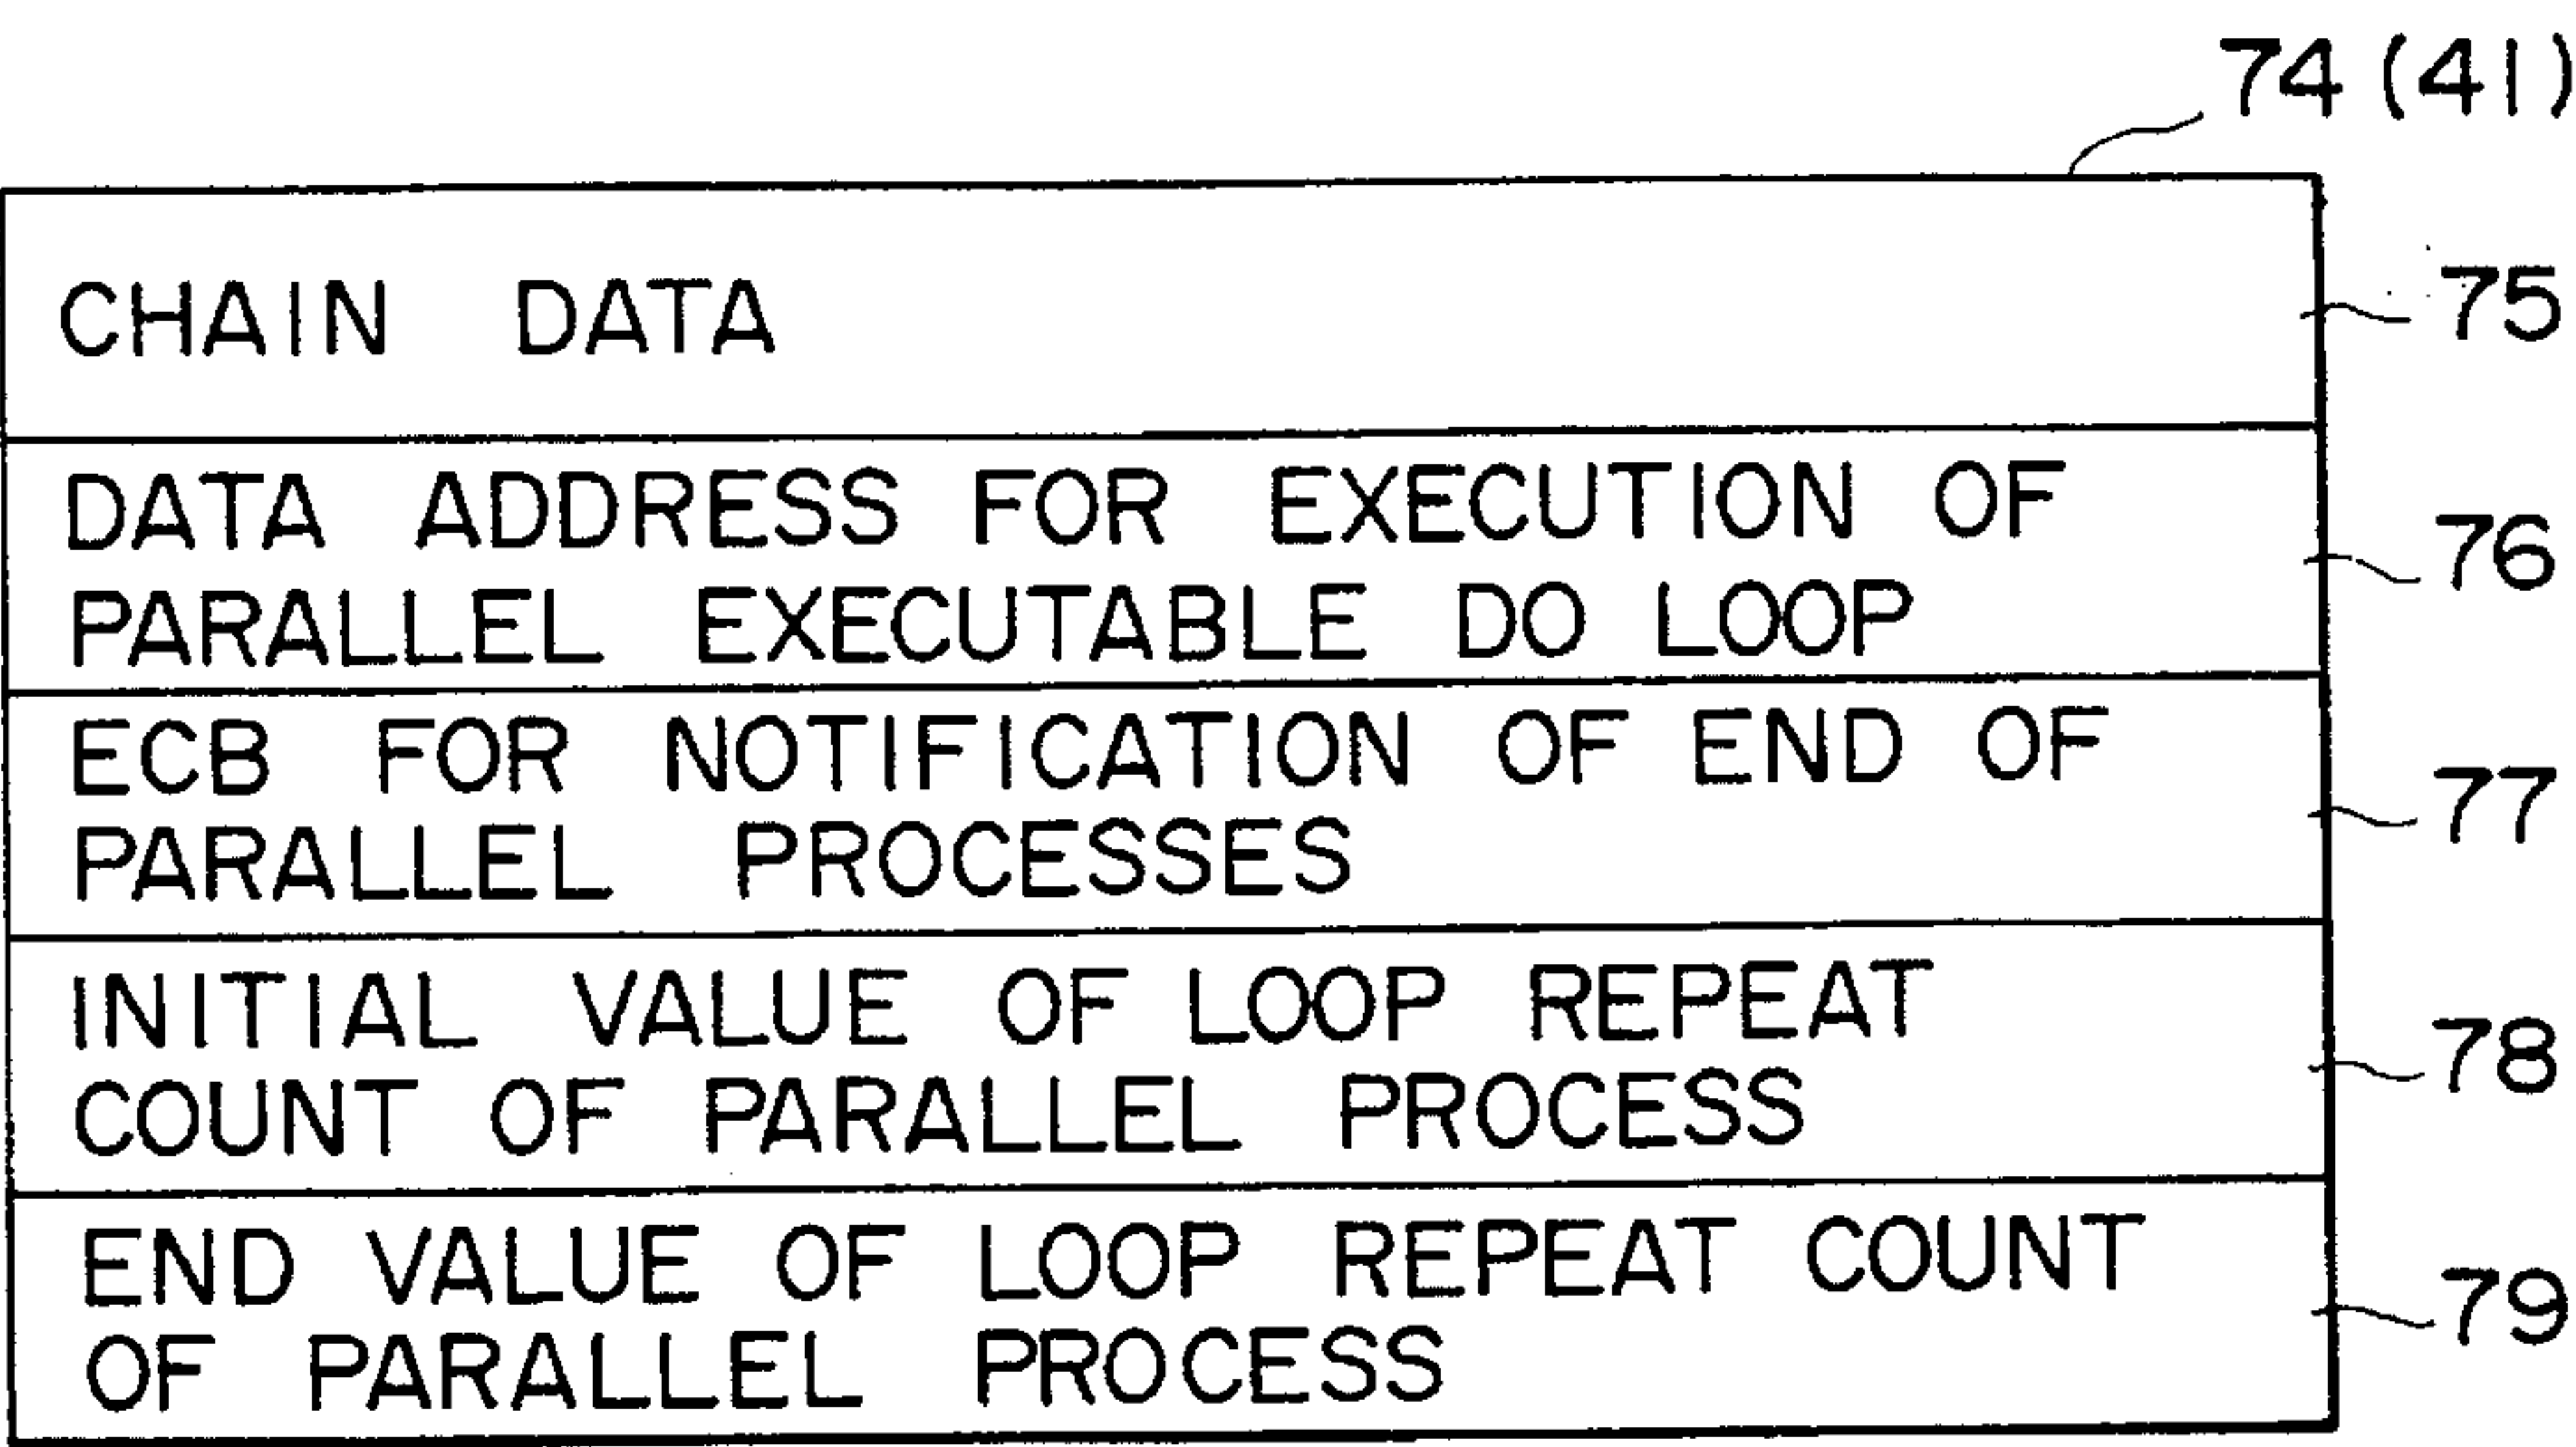 74 (41)
CHAIN DATA
75
DATA ADDRESS FOR EXECUTION OF
PARALLEL EXECUTABLE DO LOOP
76
ECB FOR NOTIFICATION OF END OF
PARALLEL PROCESSES
77
INITIAL VALUE OF LOOP REPEAT
COUNT OF PARALLEL PROCESS
78
END VALUE OF LOOP REPEAT COUNT
OF PARALLEL PROCESS
79